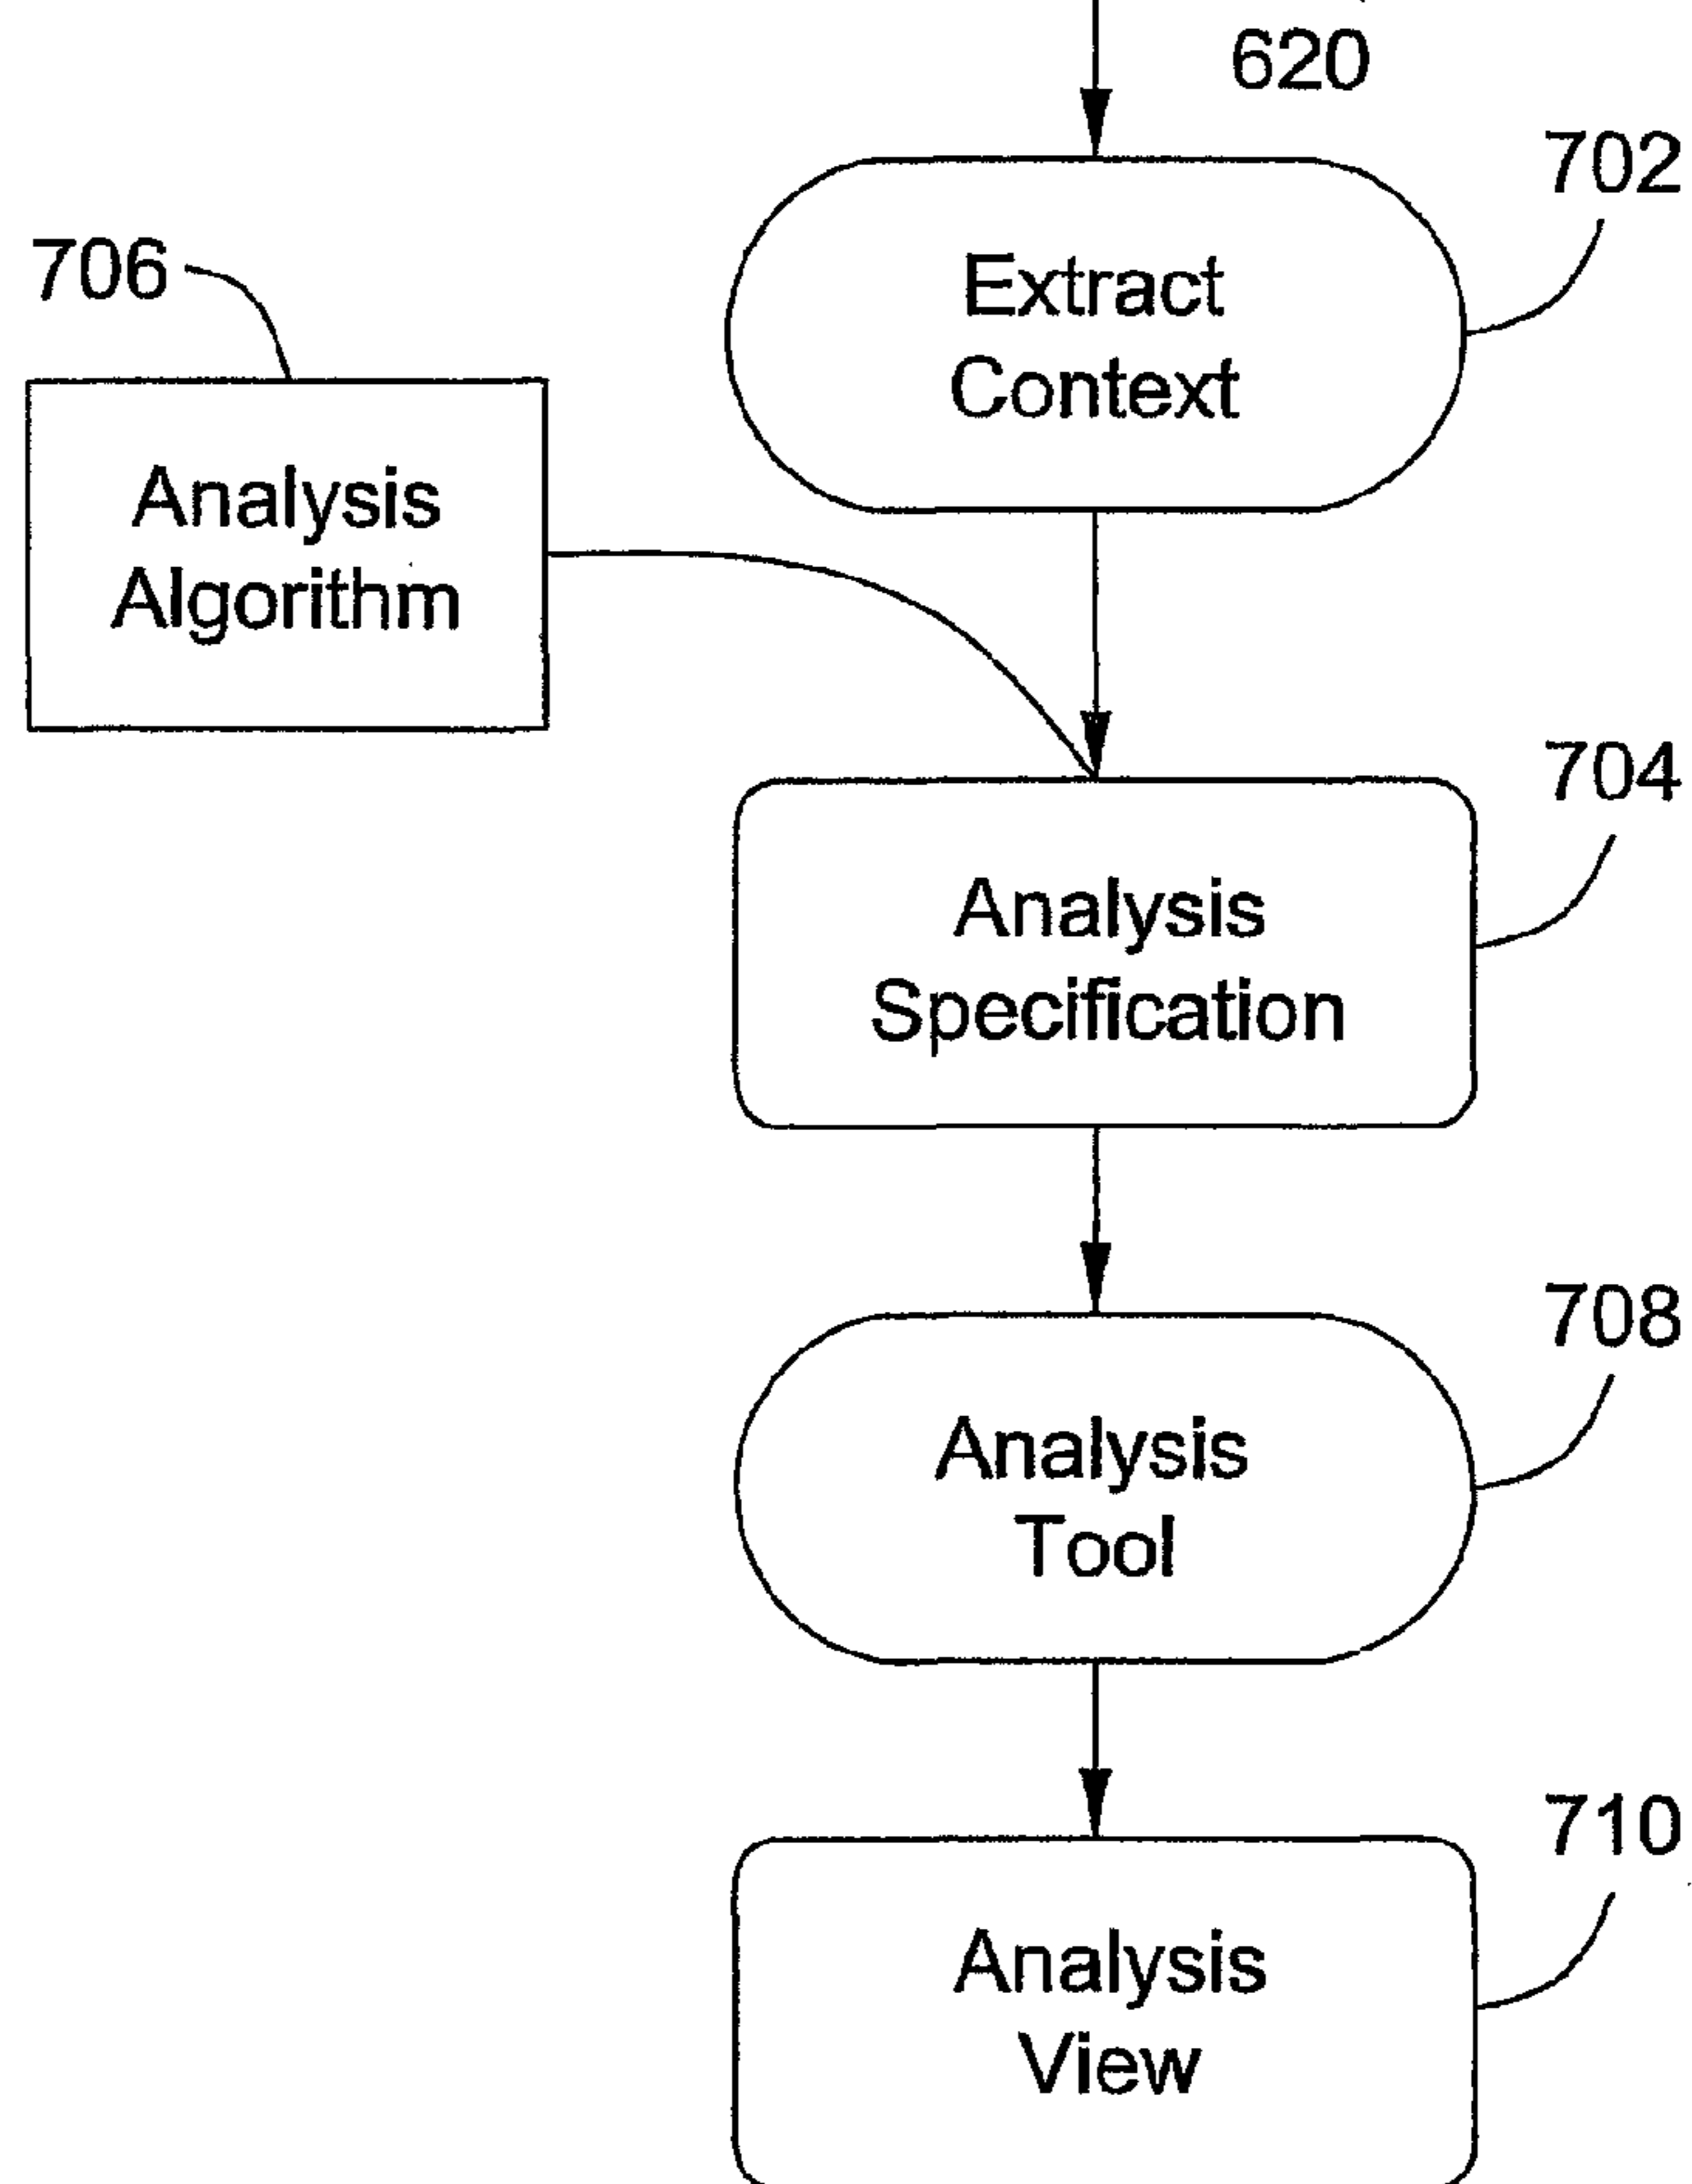 620
702
Extract
Context
706
Analysis
Algorithm
704
Analysis
Specification
708
Analysis
Tool
710
Analysis
View